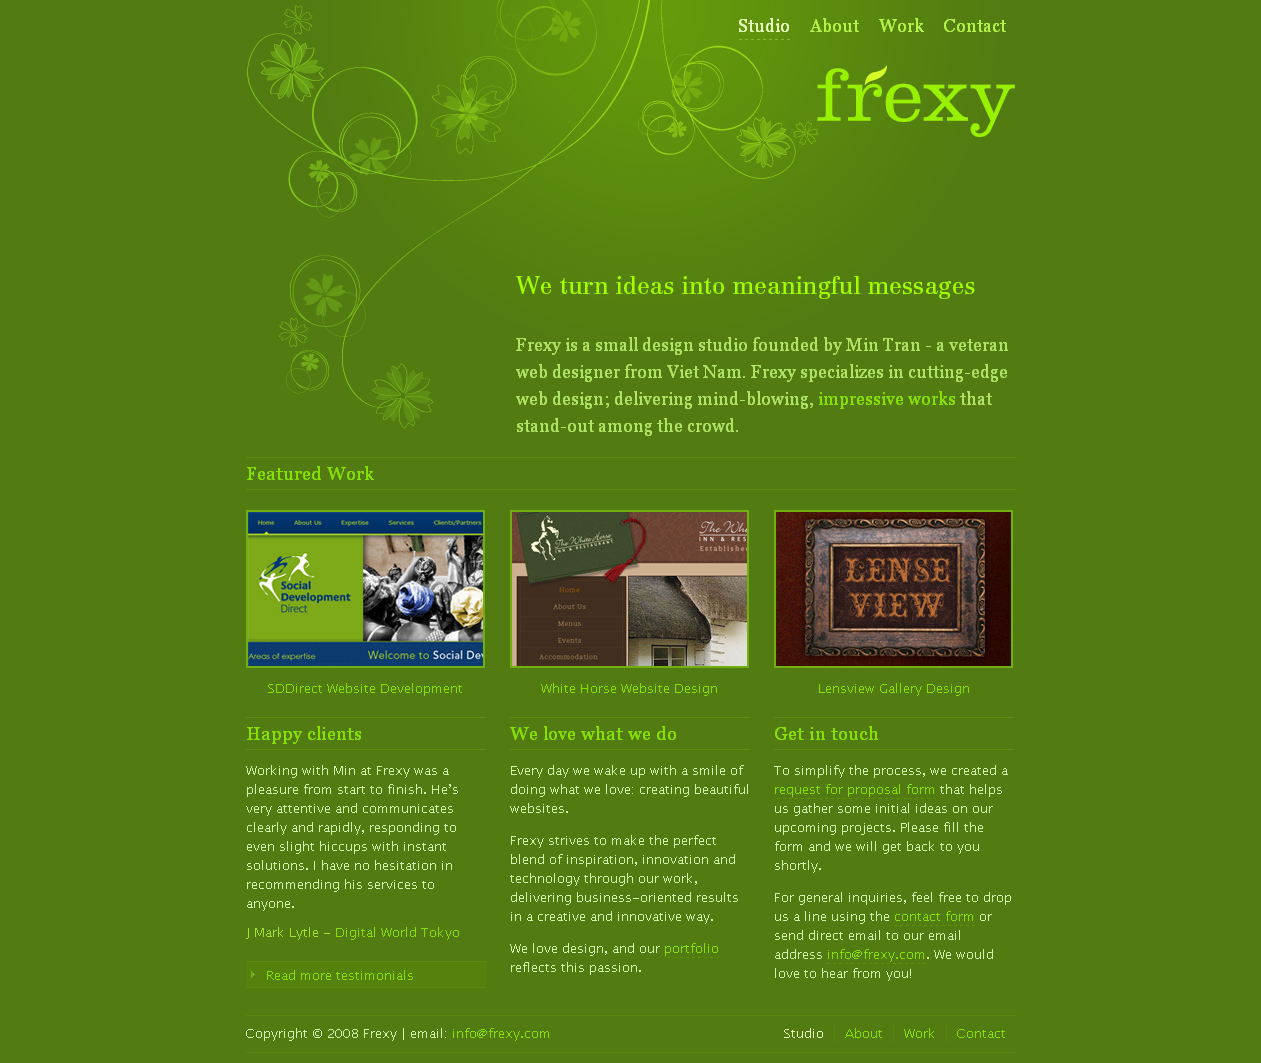 Studio About Work Contact
frexy
We turn ideas into meaningful messages
Frexy is a small design studio founded by Min Tran - a veteran
web designer from Viet Nam. Frexy specializes in cutting-edge
web design; delivering mind-blowing, impressive works that
stand-out among the crowd.
Featured Work
Home About Us Expertise Services Clients/Partners
Social
Development
Direct
Areas of expertise Welcome to Social
The White Horse
INN & RESTAURANT
Established
Home
About Us
Menus
Events
Accommodation
LENSE
VIEW
SDDirect Website Development
White Horse Website Design
Lensview Gallery Design
Happy clients
Working with Min at Frexy was a
pleasure from start to finish. He's
very attentive and communicates
clearly and rapidly, responding to
even slight hiccups with instant
solutions. I have no hesitation in
recommending his services to
anyone.
J Mark Lytle – Digital World Tokyo
Read more testimonials
We love what we do
Every day we wake up with a smile of
doing what we love: creating beautiful
websites.
Frexy strives to make the perfect
blend of inspiration, innovation and
technology through our work,
delivering business-oriented results
in a creative and innovative way.
We love design, and our portfolio
reflects this passion.
Get in touch
To simplify the process, we created a
request for proposal form that helps
us gather some initial ideas on our
upcoming projects. Please fill the
form and we will get back to you
shortly.
For general inquiries, feel free to drop
us a line using the contact form or
send direct email to our email
address info@frexy.com. We would
love to hear from you!
Copyright © 2008 Frexy | email: info@frexy.com
Studio About Work Contact